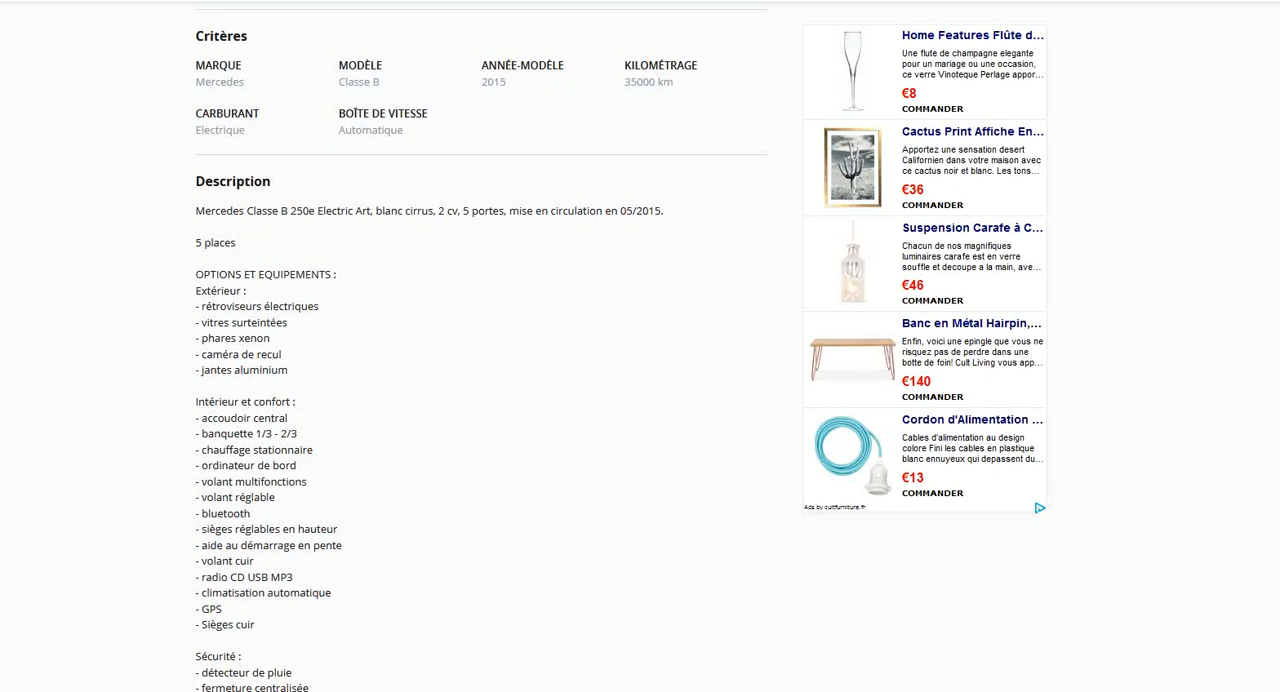 Critères
MARQUE
MODÈLE
ANNÉE-MODÈLE
KILOMÉTRAGE
Mercedes
Classe B
2015
35000 km
CARBURANT
BOÎTE DE VITESSE
Electrique
Automatique
Description
Mercedes Classe B 250e Electric Art, blanc cirrus, 2 cv, 5 portes, mise en circulation en 05/2015.
5 places
OPTIONS ET EQUIPEMENTS :
Extérieur :
- rétroviseurs électriques
- vitres surteintées
- phares xenon
- caméra de recul
- jantes aluminium
Intérieur et confort :
- accoudoir central
- banquette 1/3 - 2/3
- chauffage stationnaire
- ordinateur de bord
- volant multifonctions
- volant réglable
- bluetooth
- sièges réglables en hauteur
- aide au démarrage en pente
- volant cuir
- radio CD USB MP3
- climatisation automatique
- GPS
- Sièges cuir
Sécurité :
- détecteur de pluie
- fermeture centralisée
Home Features Flûte d...
Une flute de champagne elegante
pour un mariage ou une occasion,
ce verre Vinoteque Perlage appor...
€8
COMMANDER
Cactus Print Affiche En...
Apportez une sensation desert
Californien dans votre maison avec
ce cactus noir et blanc. Les tons...
€36
COMMANDER
Suspension Carafe à C...
Chacun de nos magnifiques
luminaires carafe est en verre
souffle et decoupe a la main, ave...
€46
COMMANDER
Banc en Métal Hairpin,...
Enfin, voici une epingle que vous ne
risquez pas de perdre dans une
botte de foin! Cult Living vous app...
€140
COMMANDER
Cordon d'Alimentation ...
Cables d'alimentation au design
colore Fini les cables en plastique
blanc ennuyeux qui depassent du...
€13
COMMANDER
Ads by cultfurniture.fr